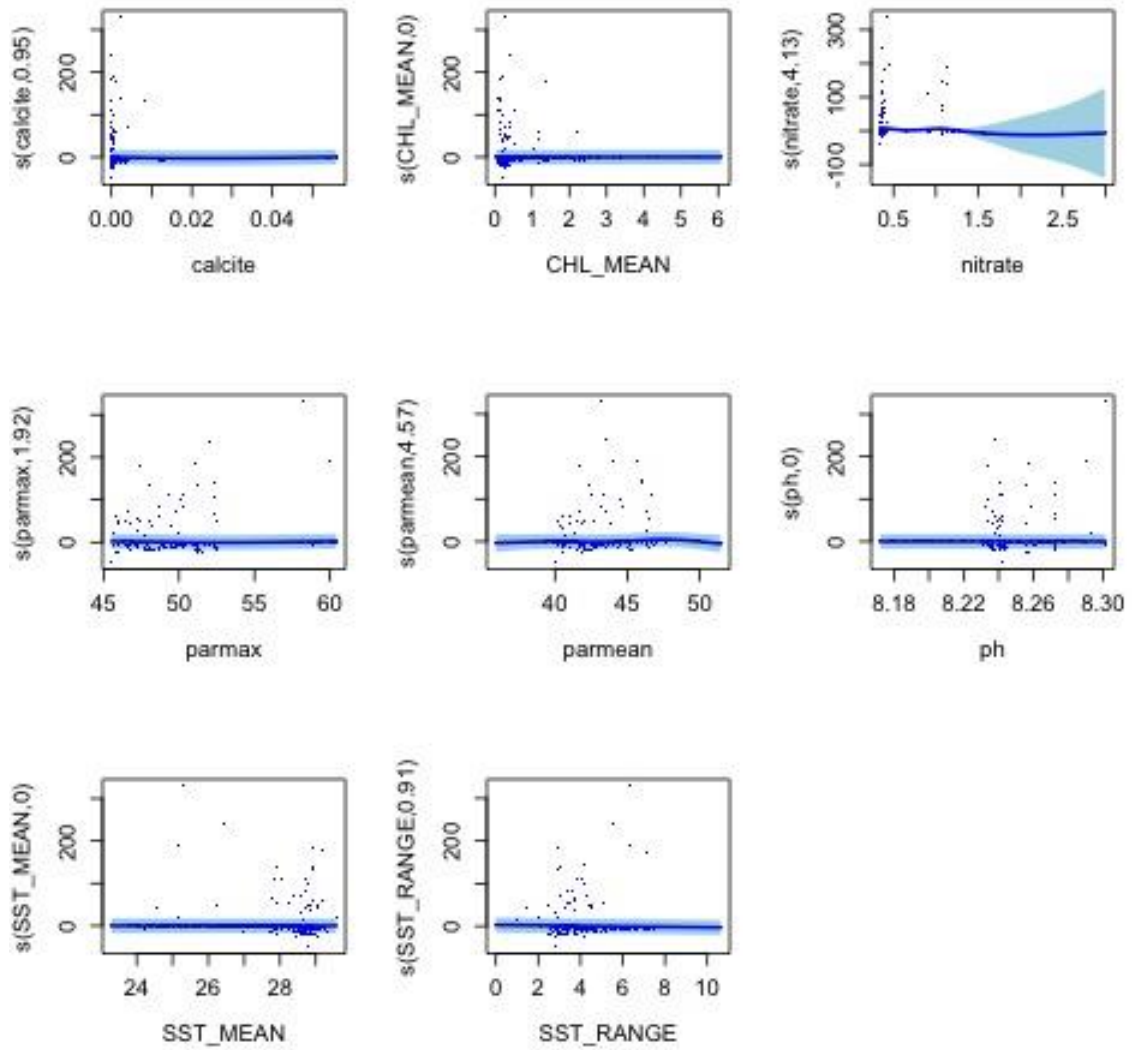 s(calcite,0.95)
200
0
0.00 0.02 0.04
calcite
s(CHL_MEAN,0)
200
0
0 1 2 3 4 5 6
CHL_MEAN
s(nitrate,4.13)
300
100
-100
0.5 1.5 2.5
nitrate
s(parmax,1.92)
200
0
45 50 55 60
parmax
s(parmean,4.57)
200
0
40 45 50
parmean
s(ph,0)
200
0
8.18 8.22 8.26 8.30
ph
s(SST_MEAN,0)
200
0
24 26 28
SST_MEAN
s(SST_RANGE,0.91)
200
0
0 2 4 6 8 10
SST_RANGE